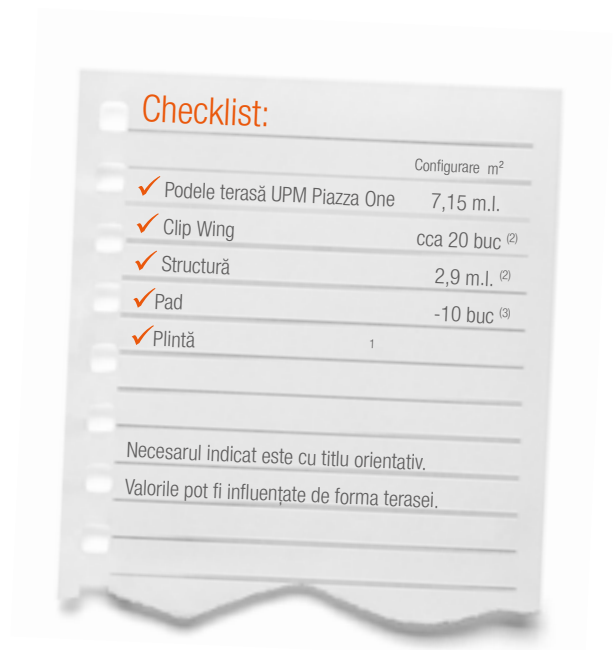 Checklist:
Configurare m²
✓ Podele terasă UPM Piazza One 7,15 m.l.
✓ Clip Wing cca 20 buc (2)
✓ Structură 2,9 m.l. (2)
✓ Pad -10 buc (3)
✓ Plintă 1
Necesarul indicat este cu titlu orientativ.
Valorile pot fi influențate de forma terasei.